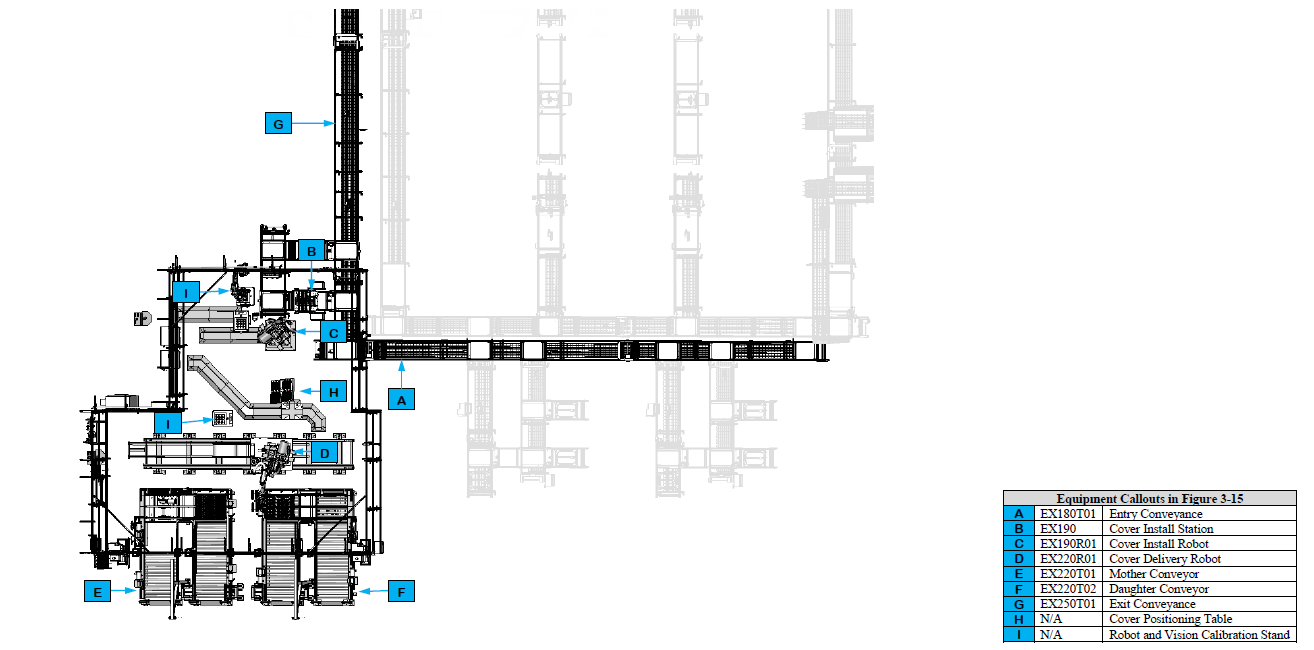 G
B
I
C
H
A
I
D
E
F
Equipment Callouts in Figure 3-15
A EX180T01 Entry Conveyance
B EX190 Cover Install Station
C EX190R01 Cover Install Robot
D EX220R01 Cover Delivery Robot
E EX220T01 Mother Conveyor
F EX220T02 Daughter Conveyor
G EX250T01 Exit Conveyance
H N/A Cover Positioning Table
I N/A Robot and Vision Calibration Stand